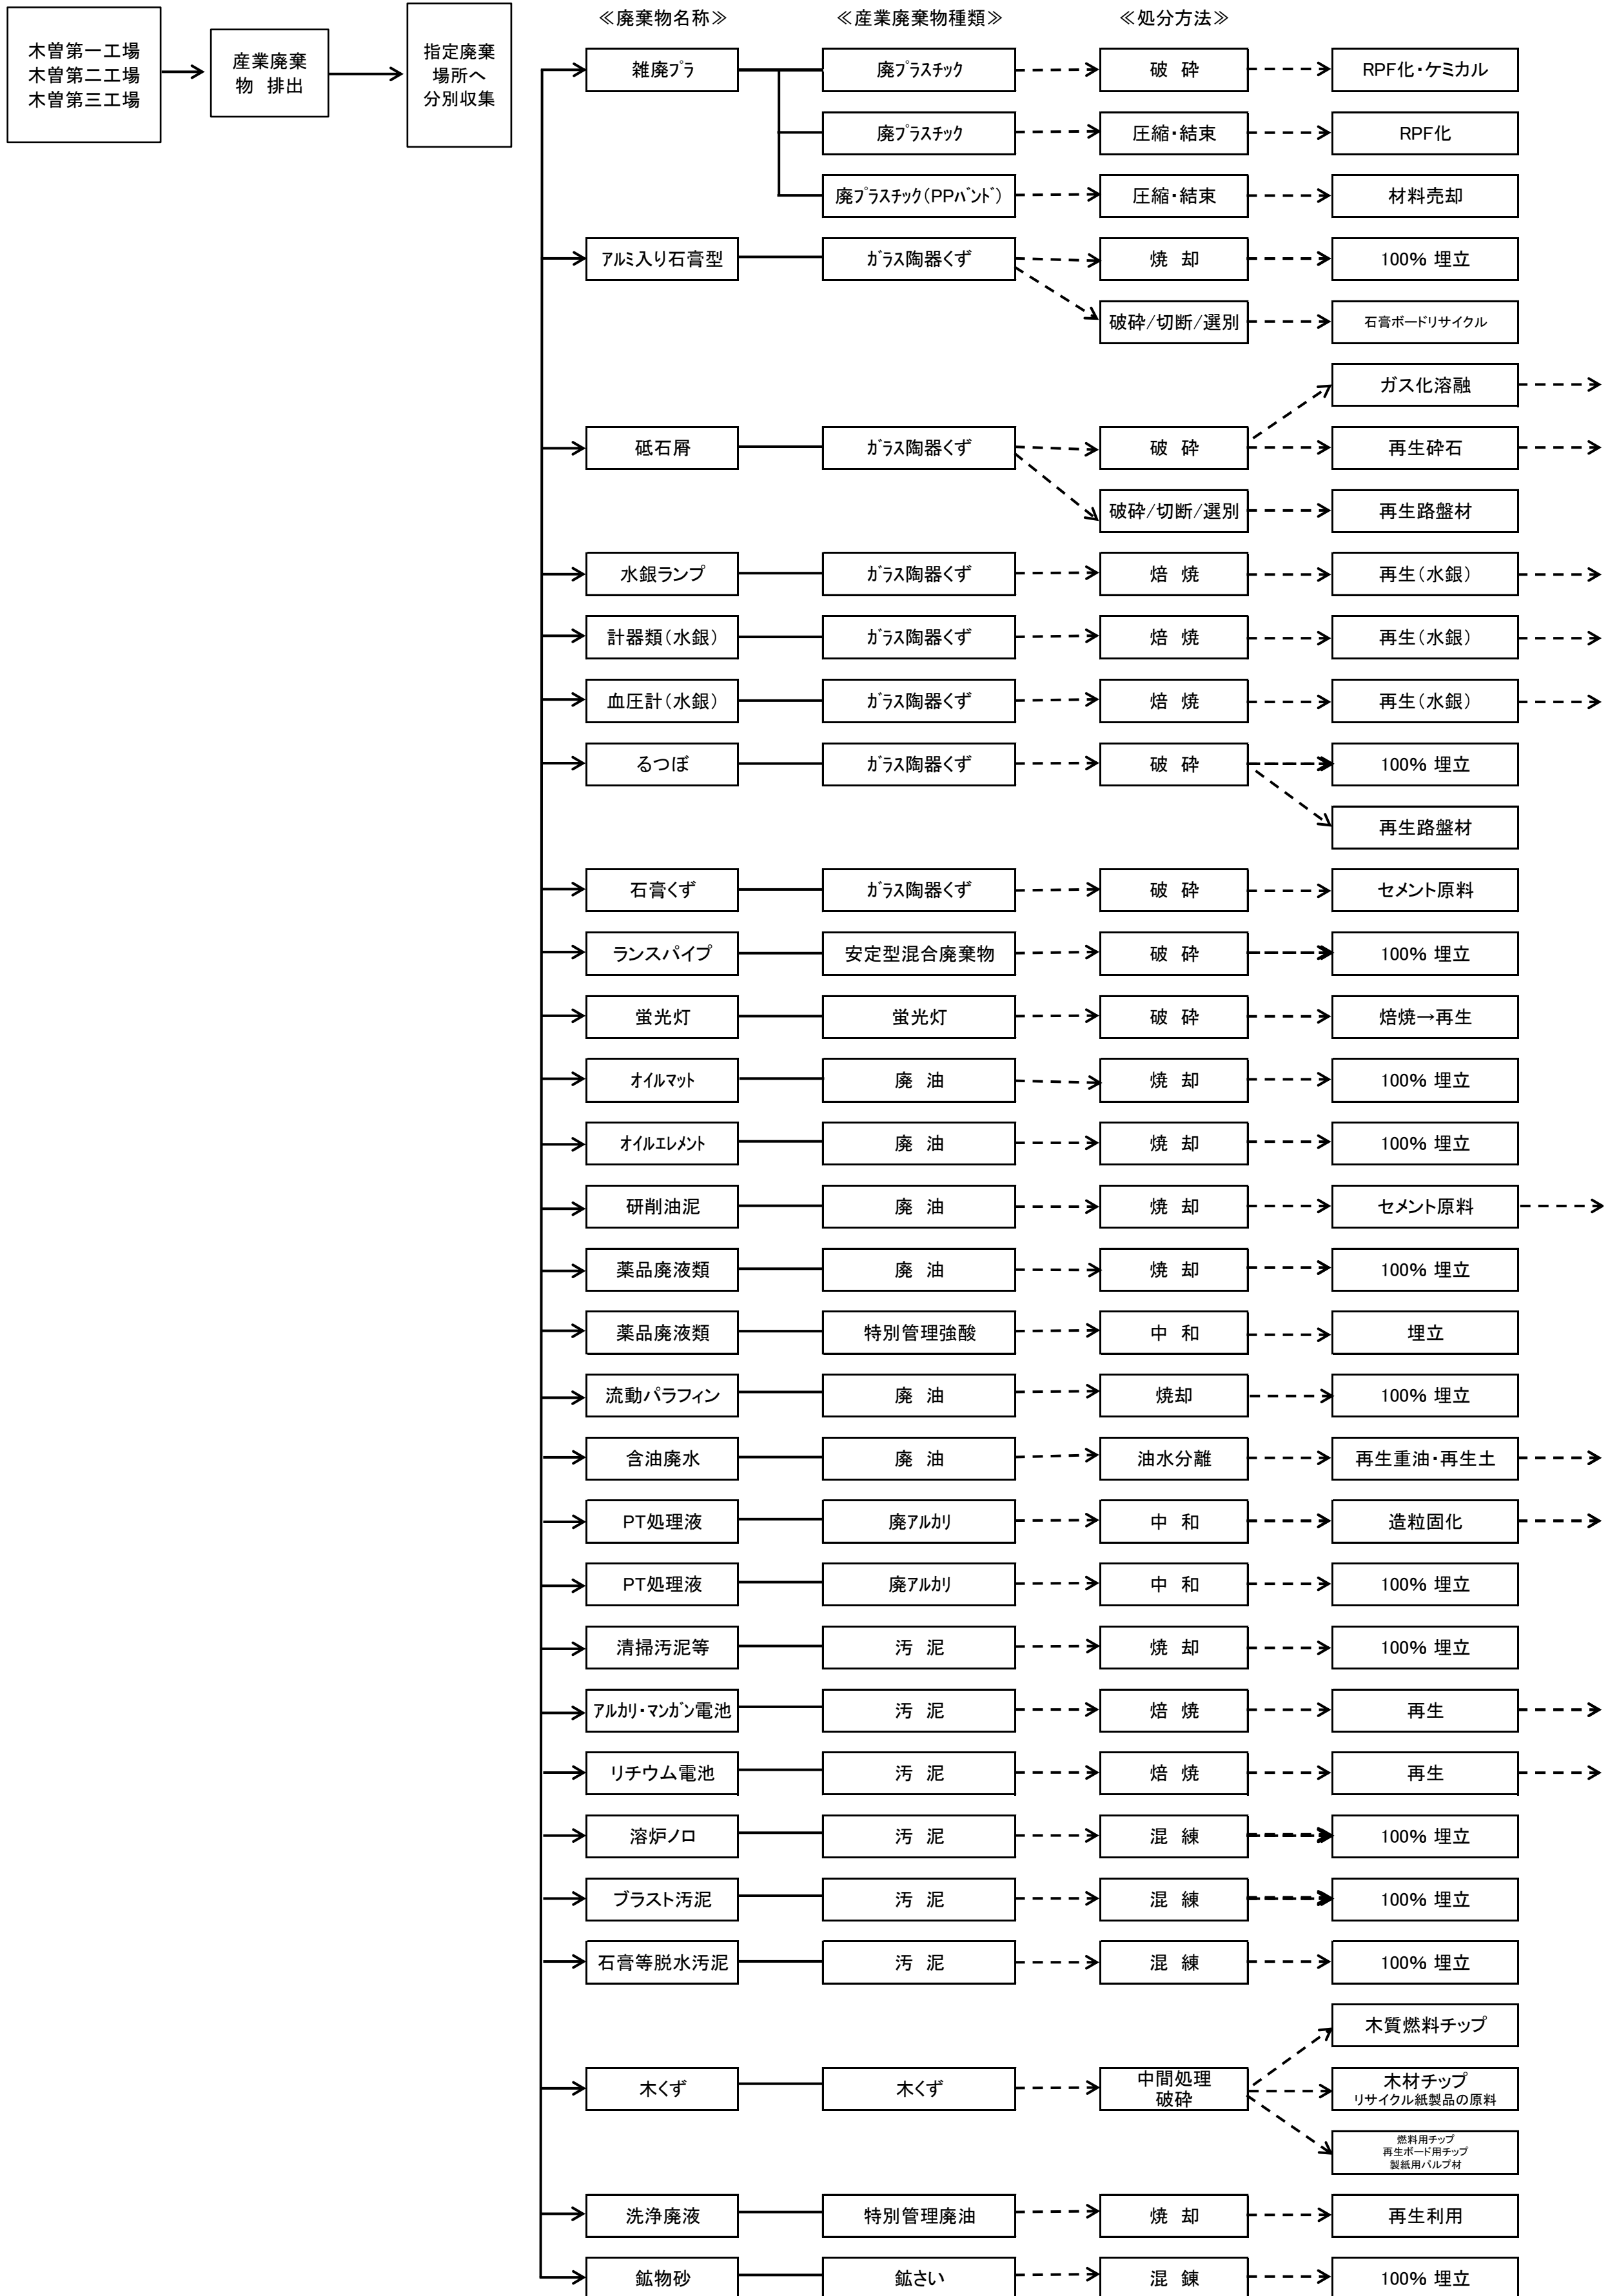 ≪廃棄物名称≫ ≪産業廃棄物種類≫ ≪処分方法≫
木曽第一工場
木曽第二工場
木曽第三工場
産業廃棄
物 排出
指定廃棄
場所へ
分別収集
雑廃ﾌﾟﾗ 廃ﾌﾟﾗｽﾁｯｸ 破 砕 RPF化・ケミカル
廃ﾌﾟﾗｽﾁｯｸ 圧縮・結束 RPF化
廃ﾌﾟﾗｽﾁｯｸ（PPﾊﾞﾝﾄﾞ） 圧縮・結束 材料売却
ｱﾙﾐ入り石膏型 ｶﾞﾗｽ陶器くず 焼 却 100% 埋立
破砕/切断/選別 石膏ボードリサイクル
ガス化溶融
砥石屑 ｶﾞﾗｽ陶器くず 破 砕 再生砕石
破砕/切断/選別 再生路盤材
水銀ランプ ｶﾞﾗｽ陶器くず 焙 焼 再生（水銀）
計器類（水銀） ｶﾞﾗｽ陶器くず 焙 焼 再生（水銀）
血圧計（水銀） ｶﾞﾗｽ陶器くず 焙 焼 再生（水銀）
るつぼ ｶﾞﾗｽ陶器くず 破 砕 100% 埋立
再生路盤材
石膏くず ｶﾞﾗｽ陶器くず 破 砕 セメント原料
ランスパイプ 安定型混合廃棄物 破 砕 100% 埋立
蛍光灯 蛍光灯 破 砕 焙焼→再生
ｵｲﾙﾏｯﾄ 廃 油 焼 却 100% 埋立
ｵｲﾙｴﾚﾒﾝﾄ 廃 油 焼 却 100% 埋立
研削油泥 廃 油 焼 却 セメント原料
薬品廃液類 廃 油 焼 却 100% 埋立
薬品廃液類 特別管理強酸 中 和 埋立
流動パラフィン 廃 油 焼却 100% 埋立
含油廃水 廃 油 油水分離 再生重油・再生土
PT処理液 廃ｱﾙｶﾘ 中 和 造粒固化
PT処理液 廃ｱﾙｶﾘ 中 和 100% 埋立
清掃汚泥等 汚 泥 焼 却 100% 埋立
ｱﾙｶﾘ・ﾏﾝｶﾞﾝ電池 汚 泥 焙 焼 再生
リチウム電池 汚 泥 焙 焼 再生
溶炉ノロ 汚 泥 混 練 100% 埋立
ブラスト汚泥 汚 泥 混 練 100% 埋立
石膏等脱水汚泥 汚 泥 混 練 100% 埋立
木質燃料チップ
木くず 木くず 中間処理
破砕
木材チップ
リサイクル紙製品の原料
燃料用チップ
再生ボード用チップ
製紙用パルプ材
洗浄廃液 特別管理廃油 焼 却 再生利用
鉱物砂 鉱さい 混 錬 100% 埋立